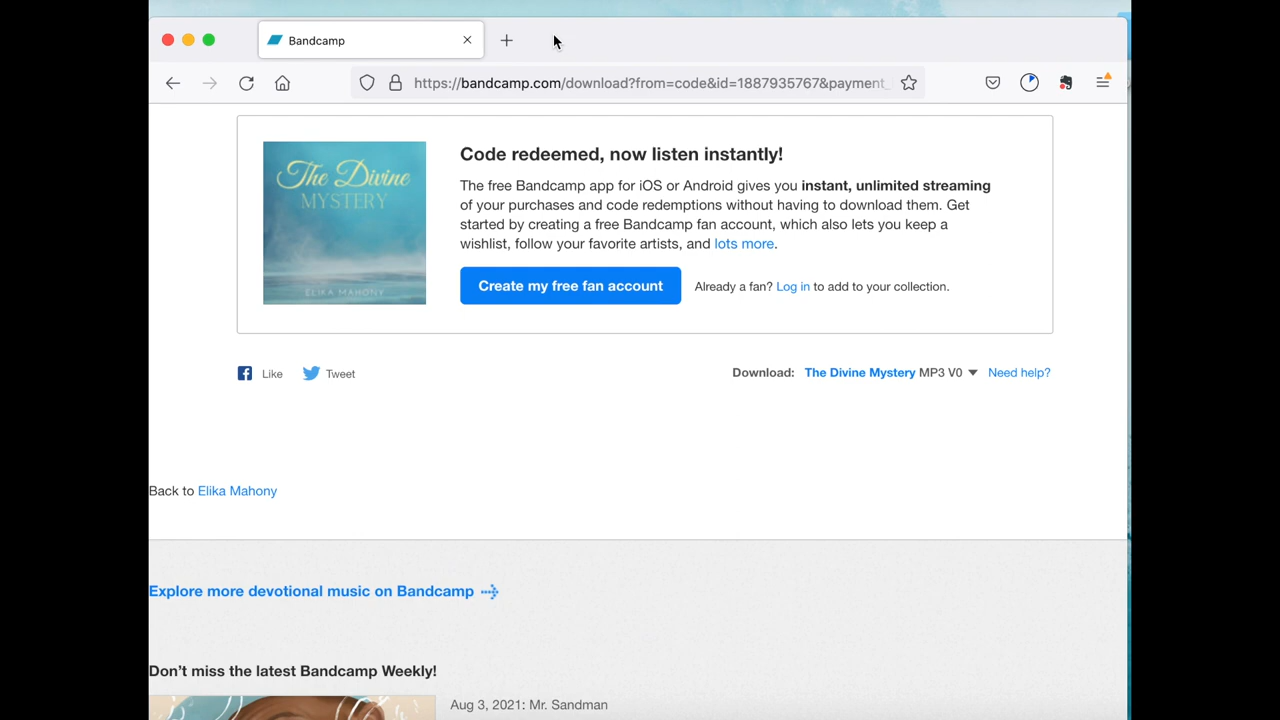 Bandcamp
https://bandcamp.com/download?from=code&id=1887935767&payment_
The Divine
MYSTERY
ELIKA MAHONY
Code redeemed, now listen instantly!
The free Bandcamp app for iOS or Android gives you instant, unlimited streaming
of your purchases and code redemptions without having to download them. Get
started by creating a free Bandcamp fan account, which also lets you keep a
wishlist, follow your favorite artists, and lots more.
Create my free fan account
Already a fan? Log in to add to your collection.
Like
Tweet
Download: The Divine Mystery MP3 V0
Need help?
Back to Elika Mahony
Explore more devotional music on Bandcamp
Don’t miss the latest Bandcamp Weekly!
Aug 3, 2021: Mr. Sandman